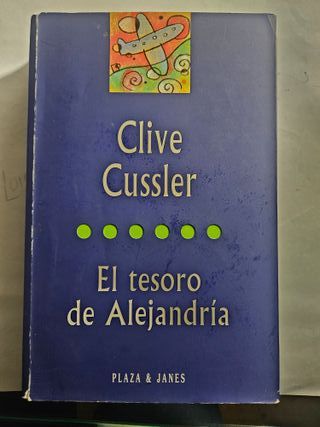 Clive
Cussler
El tesoro
de Alejandría
PLAZA & JANES